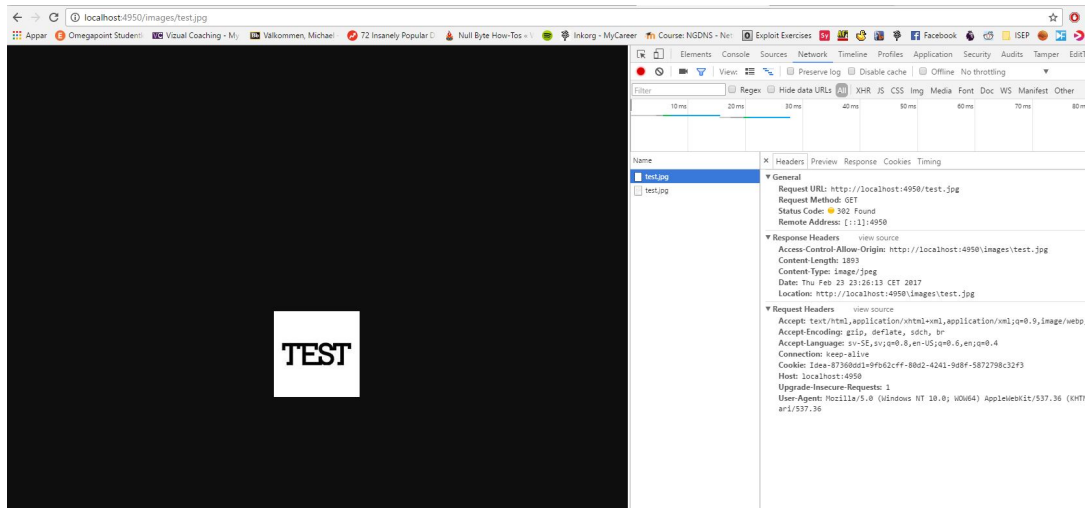 localhost:4950/images/test.jpg
Appar Omegapoint Studenti Vizual Coaching - My Välkommen, Michael 72 Insanely Popular D Null Byte How-Tos « Inkorg - MyCareer Course: NGDNS - Net Exploit Exercises Facebook ISEP
Elements Console Sources Network Timeline Profiles Application Security Audits Tamper EditT
View: Preserve log Disable cache Offline No throttling
Filter Regex Hide data URLs All XHR JS CSS Img Media Font Doc WS Manifest Other
10 ms 20 ms 30 ms 40 ms 50 ms 60 ms 70 ms 80 m
Name
test.jpg
test.jpg
× Headers Preview Response Cookies Timing
General
Request URL: http://localhost:4950/test.jpg
Request Method: GET
Status Code: 302 Found
Remote Address: [::1]:4950
Response Headers view source
Access-Control-Allow-Origin: http://localhost:4950\images\test.jpg
Content-Length: 1893
Content-Type: image/jpeg
Date: Thu Feb 23 23:26:13 CET 2017
Location: http://localhost:4950\images\test.jpg
Request Headers view source
Accept: text/html,application/xhtml+xml,application/xml;q=0.9,image/webp
Accept-Encoding: gzip, deflate, sdch, br
Accept-Language: sv-SE,sv;q=0.8,en-US;q=0.6,en;q=0.4
Connection: keep-alive
Cookie: Idea-87360dd1=9fb62cff-80d2-4241-9d8f-5872798c32f3
Host: localhost:4950
Upgrade-Insecure-Requests: 1
User-Agent: Mozilla/5.0 (Windows NT 10.0; WOW64) AppleWebKit/537.36 (KHT
ari/537.36
TEST